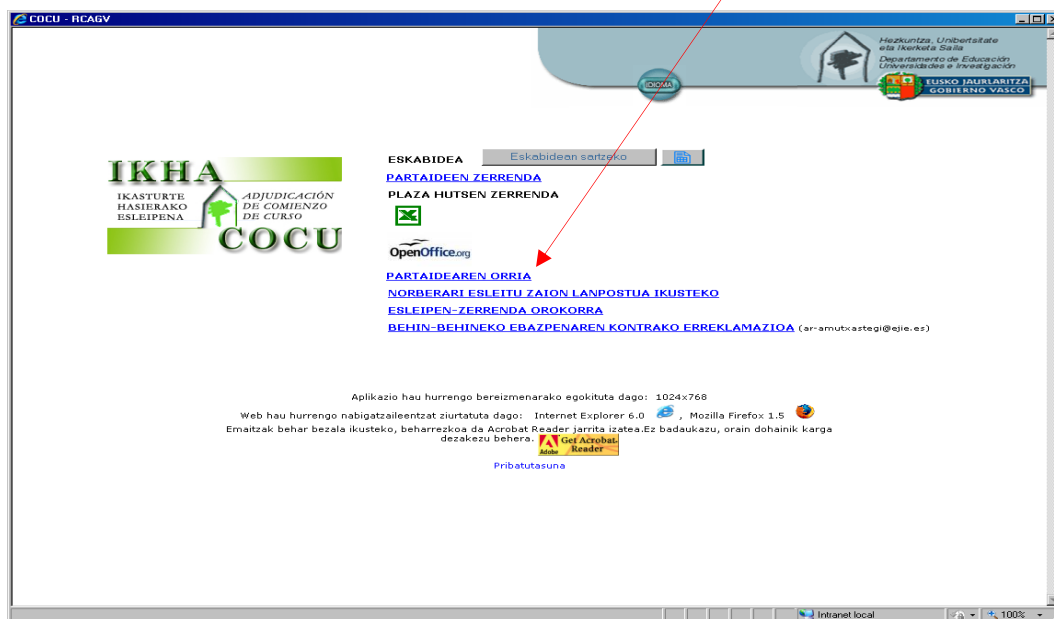 COCU - RCAGV
Hezkuntza, Unibertsitate
eta Ikerketa Saila
Departamento de Educación
Universidades e Investigación
IDIOMA
EUSKO JAURLARITZA
GOBIERNO VASCO
IKHA
IKASTURTE
HASIERAKO
ESLEIPENA
ADJUDICACIÓN
DE COMIENZO
DE CURSO
COCU
ESKABIDEA Eskabidean sartzeko
PARTAIDEEN ZERRENDA
PLAZA HUTSEN ZERRENDA
OpenOffice.org
PARTAIDEAREN ORRIA
NORBERARI ESLEITU ZAION LANPOSTUA IKUSTEKO
ESLEIPEN-ZERRENDA OROKORRA
BEHIN-BEHINEKO EBAZPENAREN KONTRAKO ERREKLAMAZIOA (ar-amutxastegi@ejie.es)
Aplikazio hau hurrengo bereizmenarako egokituta dago: 1024x768
Web hau hurrengo nabigatzaileentzat ziurtatuta dago: Internet Explorer 6.0 , Mozilla Firefox 1.5
Emaitzak behar bezala ikusteko, beharrezkoa da Acrobat Reader jarrita izatea.Ez badaukazu, orain dohainik karga
dezakezu behera. Adobe Get Acrobat Reader
Pribatutasuna
Intranet local 100%